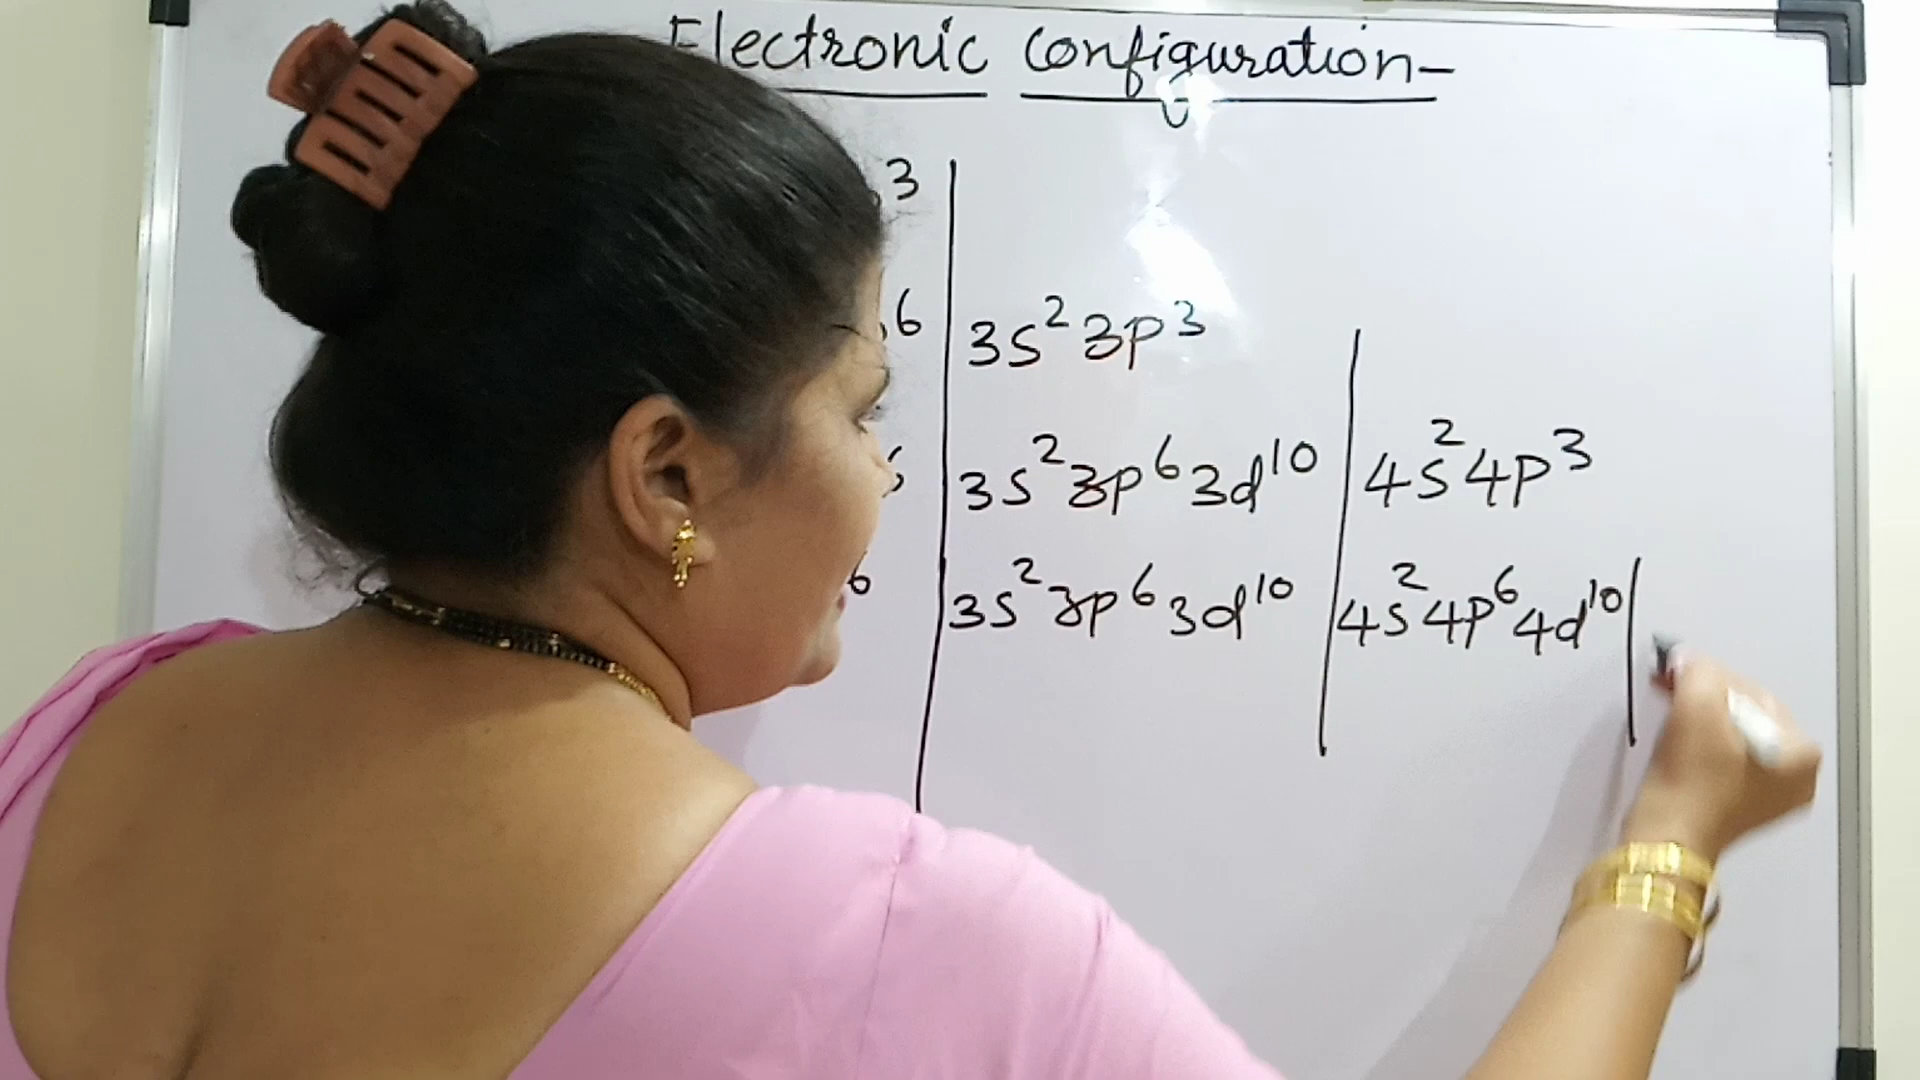 Electronic Configuration-
3
6 3s² 3p³
3s² 3p⁶ 3d¹⁰ 4s² 4p³
6 3s² 3p⁶ 3d¹⁰ 4s² 4p⁶ 4d¹⁰